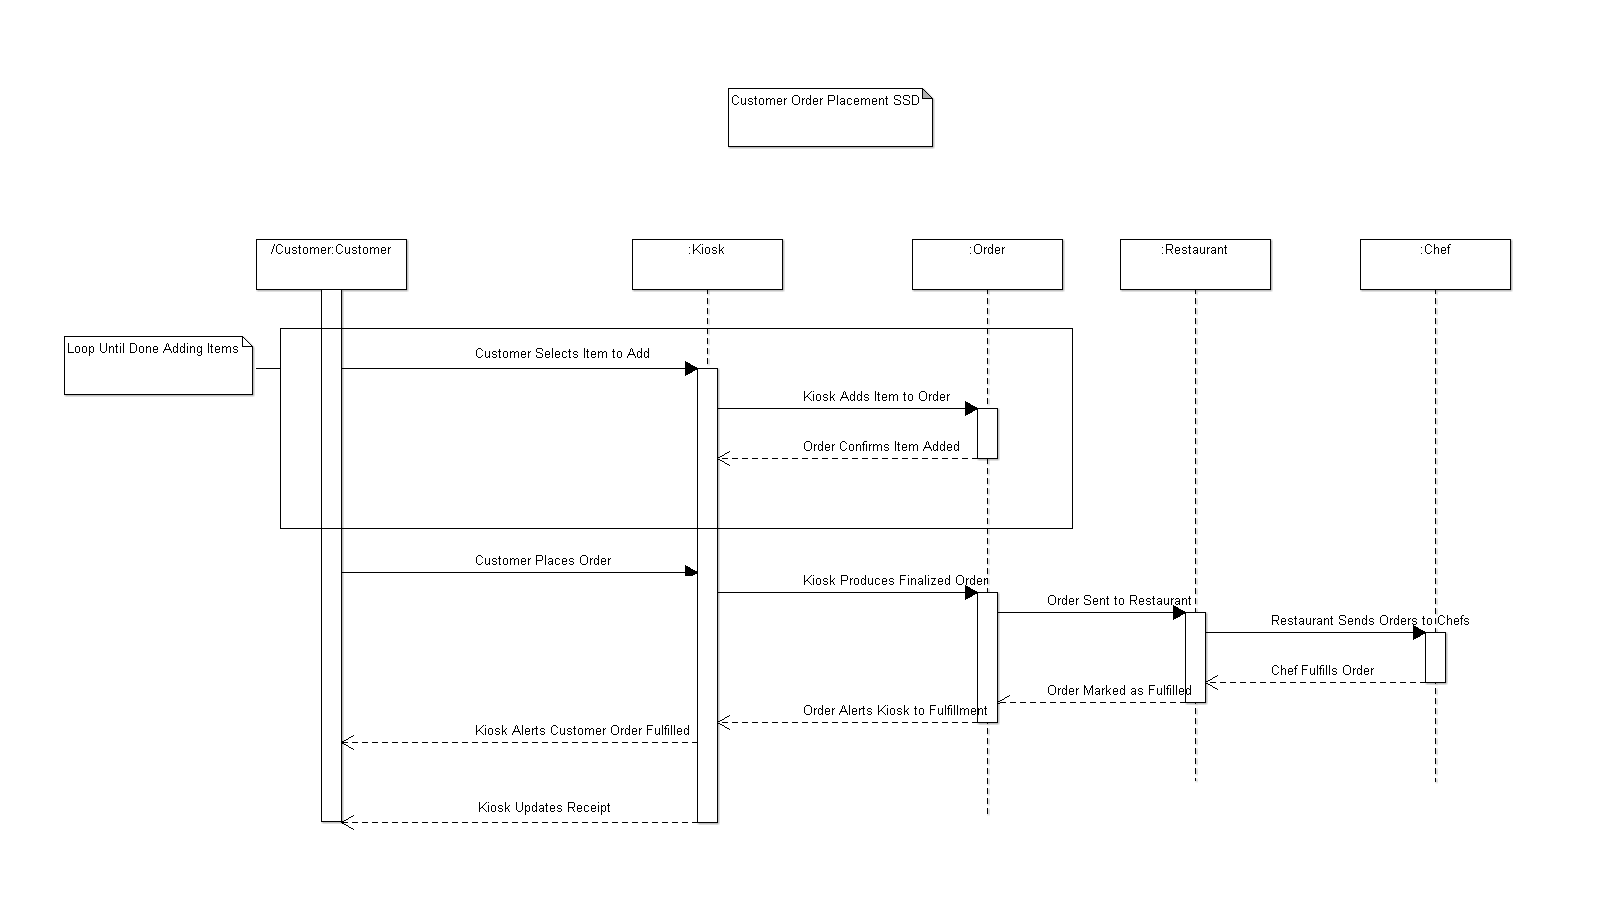 Customer Order Placement SSD
/Customer:Customer
:Kiosk
:Order
:Restaurant
:Chef
Loop Until Done Adding Items
Customer Selects Item to Add
Kiosk Adds Item to Order
Order Confirms Item Added
Customer Places Order
Kiosk Produces Finalized Order
Order Sent to Restaurant
Restaurant Sends Orders to Chefs
Chef Fulfills Order
Order Marked as Fulfilled
Order Alerts Kiosk to Fulfillment
Kiosk Alerts Customer Order Fulfilled
Kiosk Updates Receipt